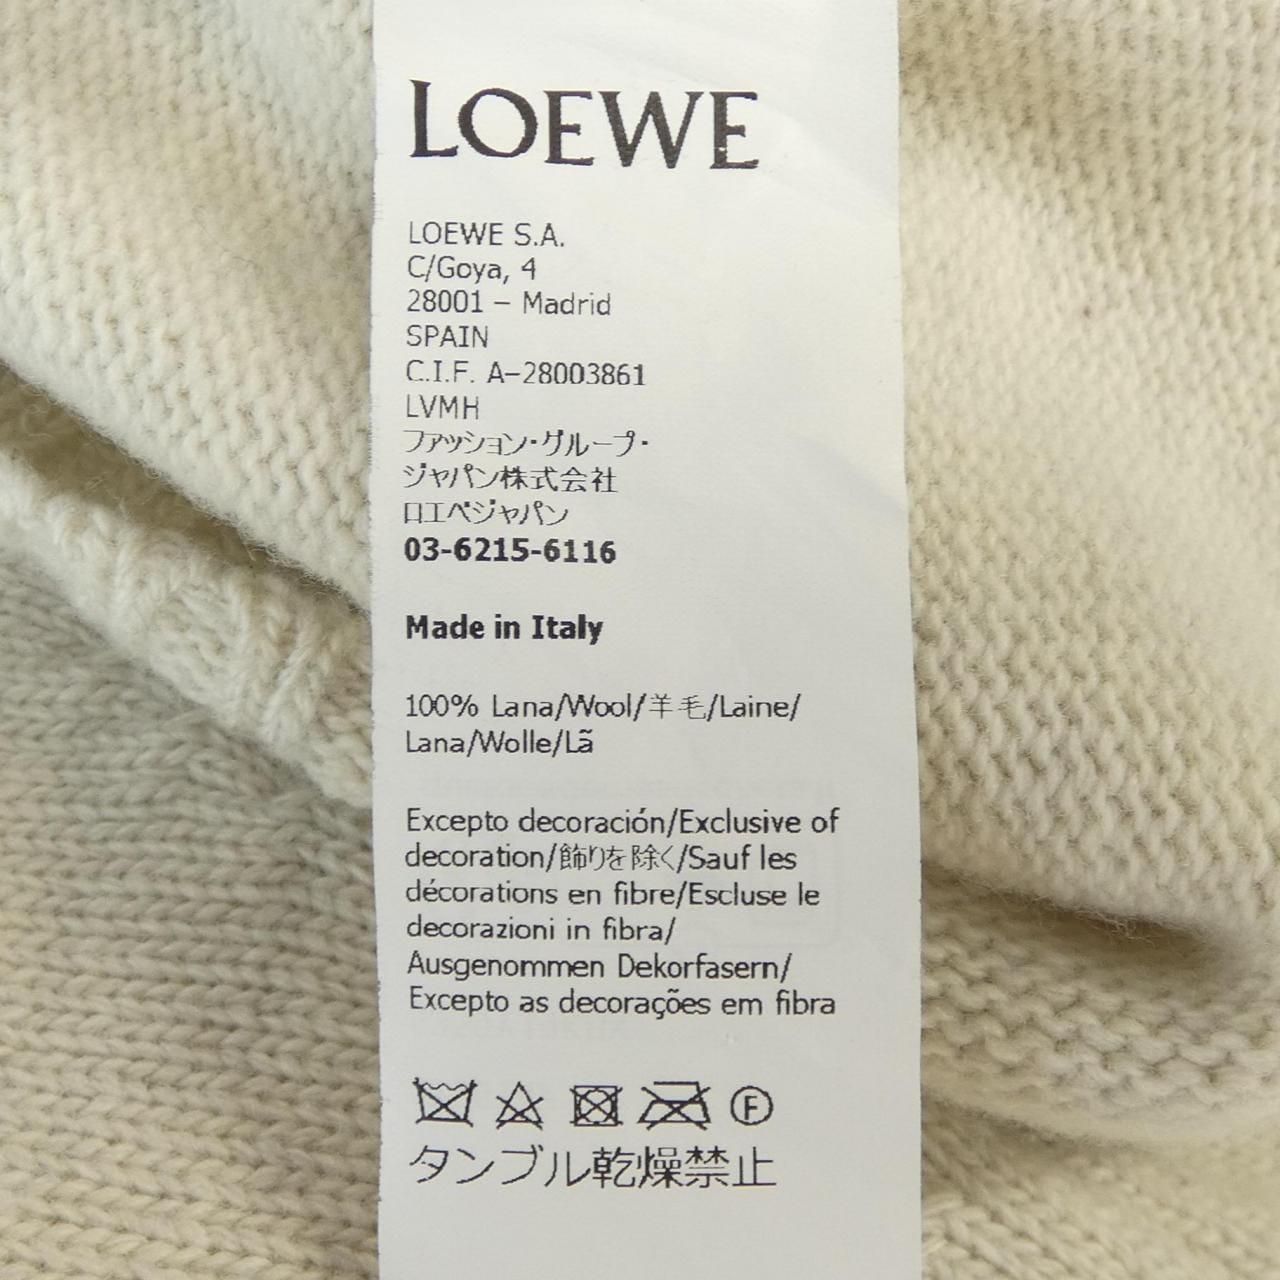 LOEWE
LOEWE S.A.
C/Goya, 4
28001 – Madrid
SPAIN
C.I.F. A-28003861
LVMH
ファッション・グループ・
ジャパン株式会社
ロエベジャパン
03-6215-6116
Made in Italy
100% Lana/Wool/羊毛/Laine/
Lana/Wolle/Lã
Excepto decoración/Exclusive of
decoration/飾りを除く/Sauf les
décorations en fibre/Escluse le
decorazioni in fibra/
Ausgenommen Dekorfasern/
Excepto as decorações em fibra
F
タンブル乾燥禁止